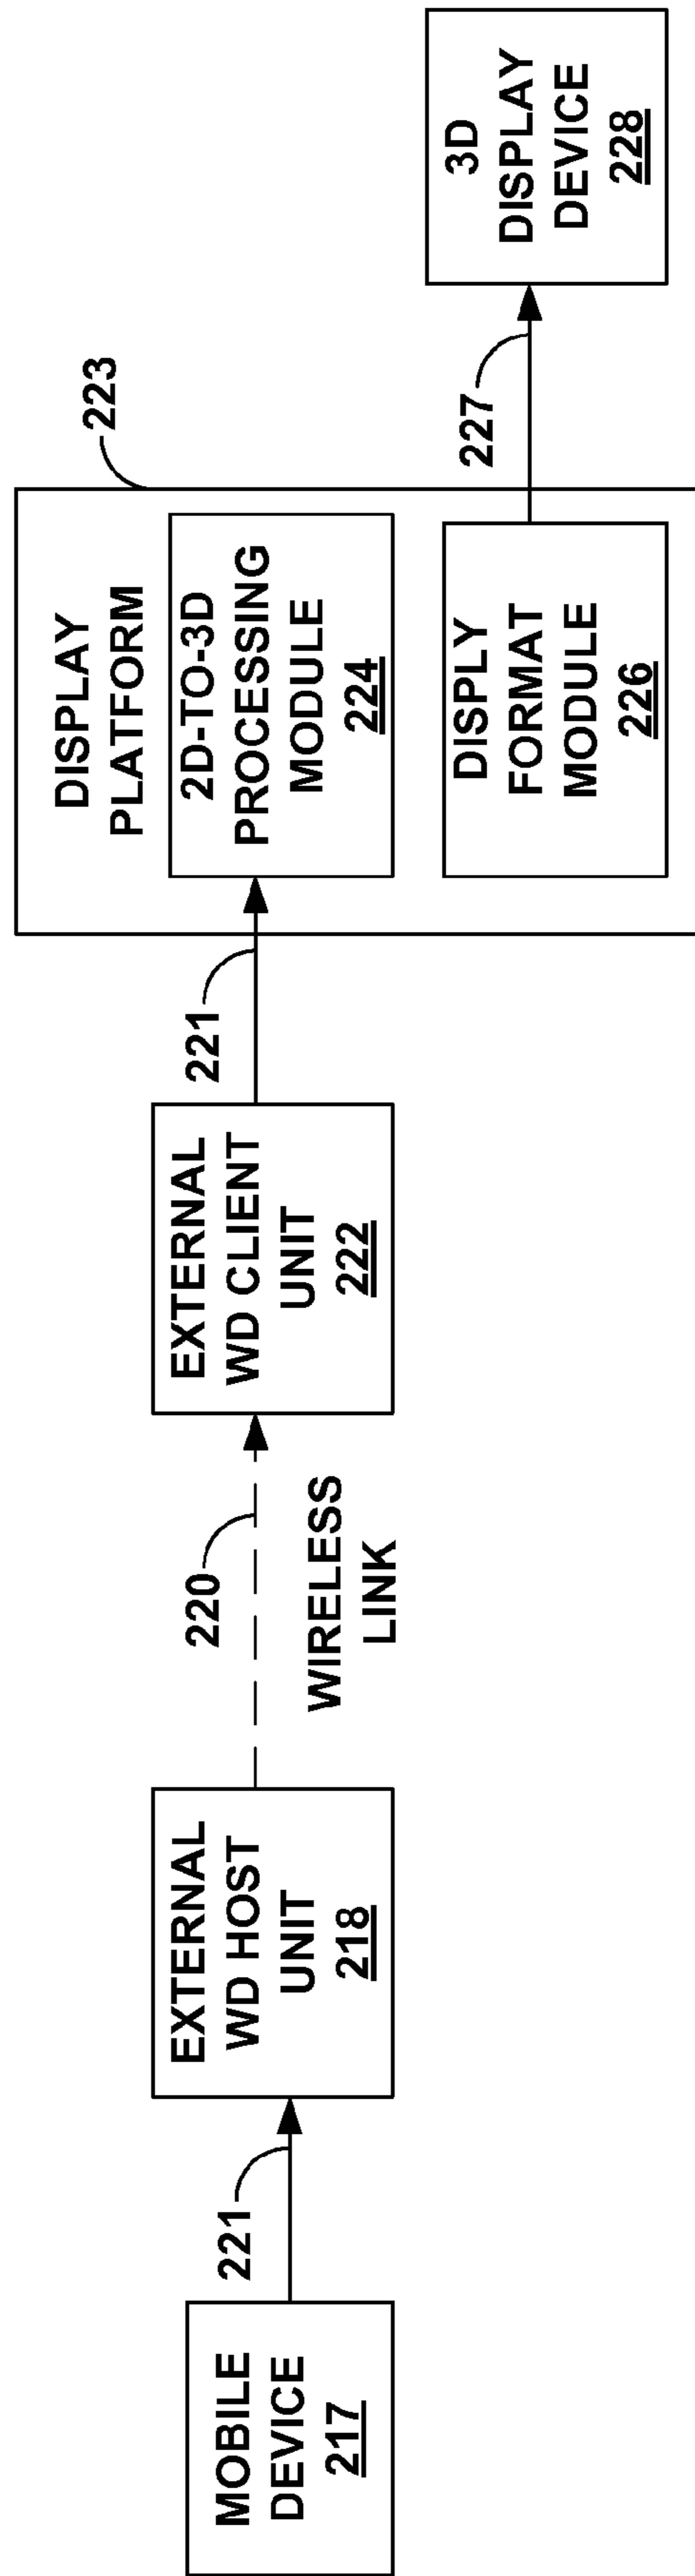 MOBILE
DEVICE
217
221
EXTERNAL
WD HOST
UNIT
218
220
WIRELESS
LINK
EXTERNAL
WD CLIENT
UNIT
222
221
223
DISPLAY
PLATFORM
2D-TO-3D
PROCESSING
MODULE
224
DISPLY
FORMAT
MODULE
226
227
3D
DISPLAY
DEVICE
228